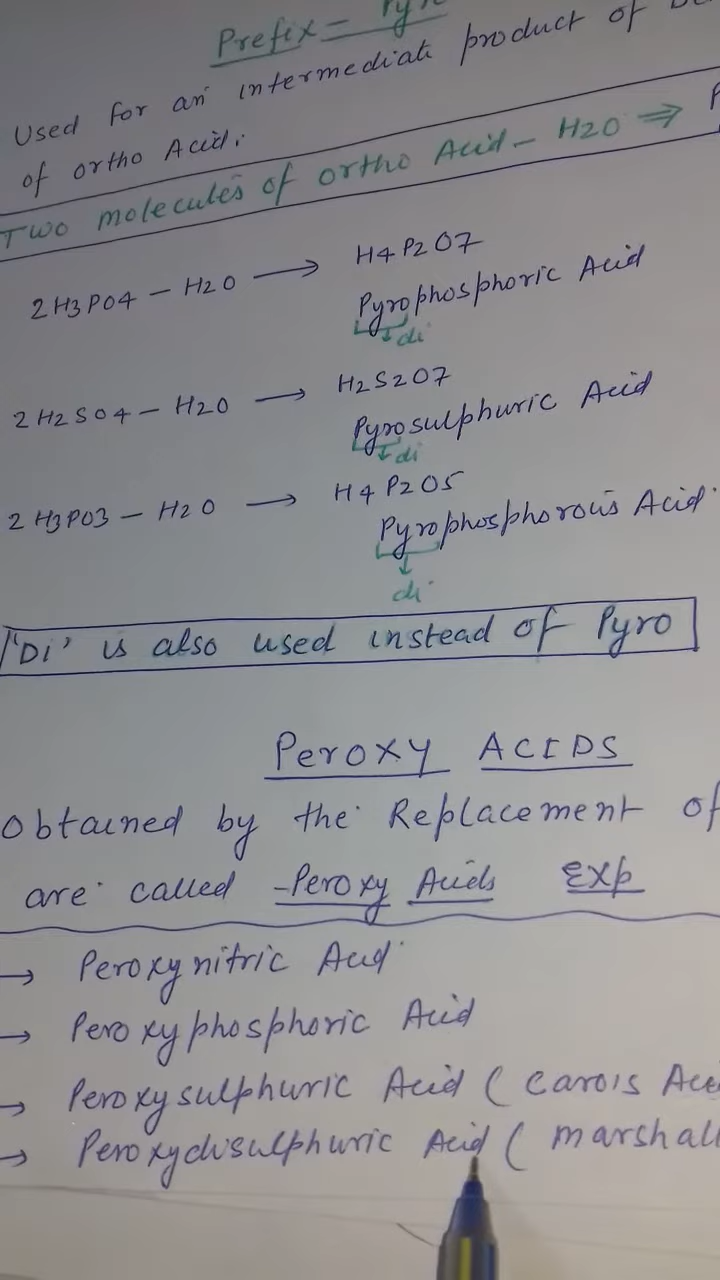 Prefix = Pyr
Used for an intermediate product of
of ortho Acid.
Two molecules of ortho Acid - H2O ⇒
2H3PO4 - H2O → H4P2O7
Pyrophosphoric Acid
di
2H2SO4 - H2O → H2S2O7
Pyrosulphuric Acid
di
2H3PO3 - H2O → H4P2O5
Pyrophosphorous Acid.
di
'Di' is also used instead of Pyro
Peroxy ACIDS
Obtained by the Replacement of
are called -Peroxy Acids Exp
→ Peroxynitric Acid
→ Peroxyphosphoric Acid
→ Peroxysulphuric Acid ( Caro's Aci
→ Peroxydisulphuric Acid ( marshall